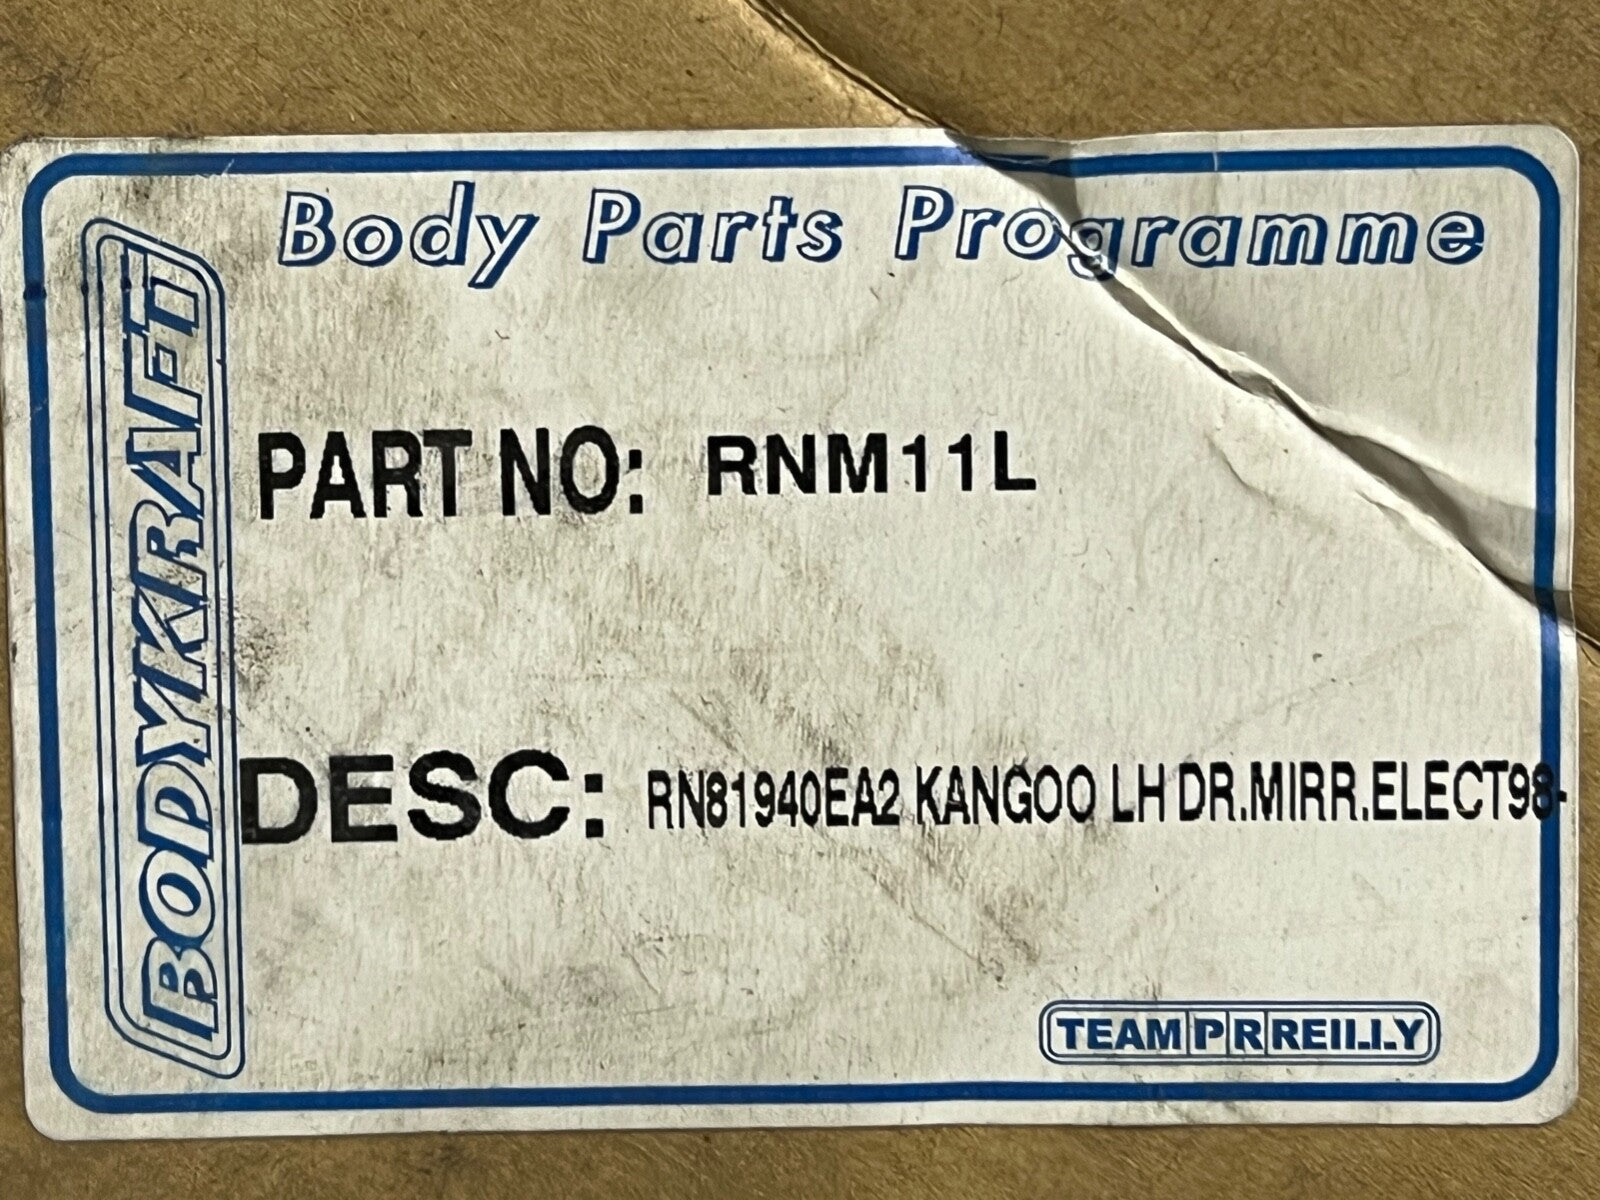 Body Parts Programme
BODYKRAFT
PART NO: RNM11L
DESC: RN81940EA2 KANGOO LH DR.MIRR.ELECT98-
TEAM PR REILLY